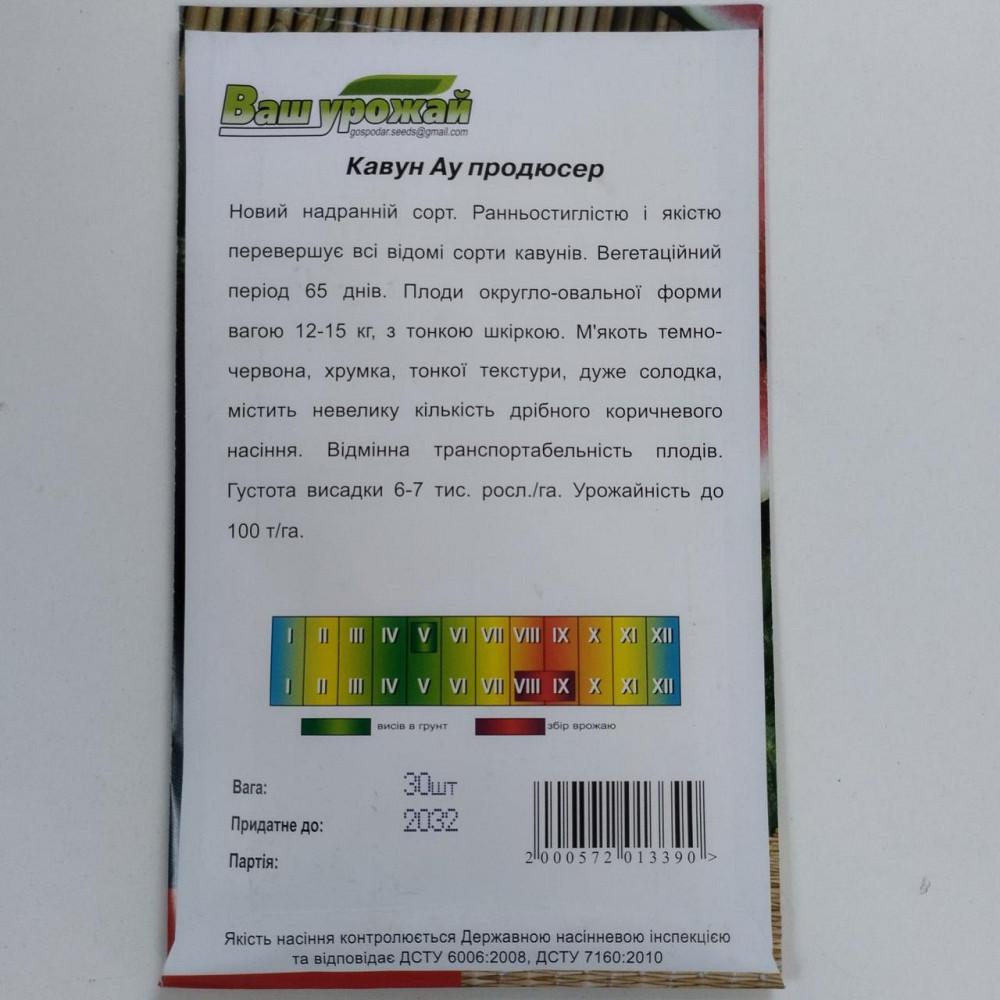 Ваш урожай
gospodar.seeds@gmail.com
Кавун Ау продюсер
Новий надранній сорт. Ранньостиглістю і якістю
перевершує всі відомі сорти кавунів. Вегетаційний
період 65 днів. Плоди округло-овальної форми
вагою 12-15 кг, з тонкою шкіркою. М'якоть темно-
червона, хрумка, тонкої текстури, дуже солодка,
містить невелику кількість дрібного коричневого
насіння. Відмінна транспортабельність плодів.
Густота висадки 6-7 тис. росл./га. Урожайність до
100 т/га.
I II III IV V VI VII VIII IX X XI XII
I II III IV V VI VII VIII IX X XI XII
висів в грунт збір врожаю
Вага: 30шт
Придатне до: 2032
Партія:
2 000572 013390 >
Якість насіння контролюється Державною насінневою інспекцією
та відповідає ДСТУ 6006:2008, ДСТУ 7160:2010